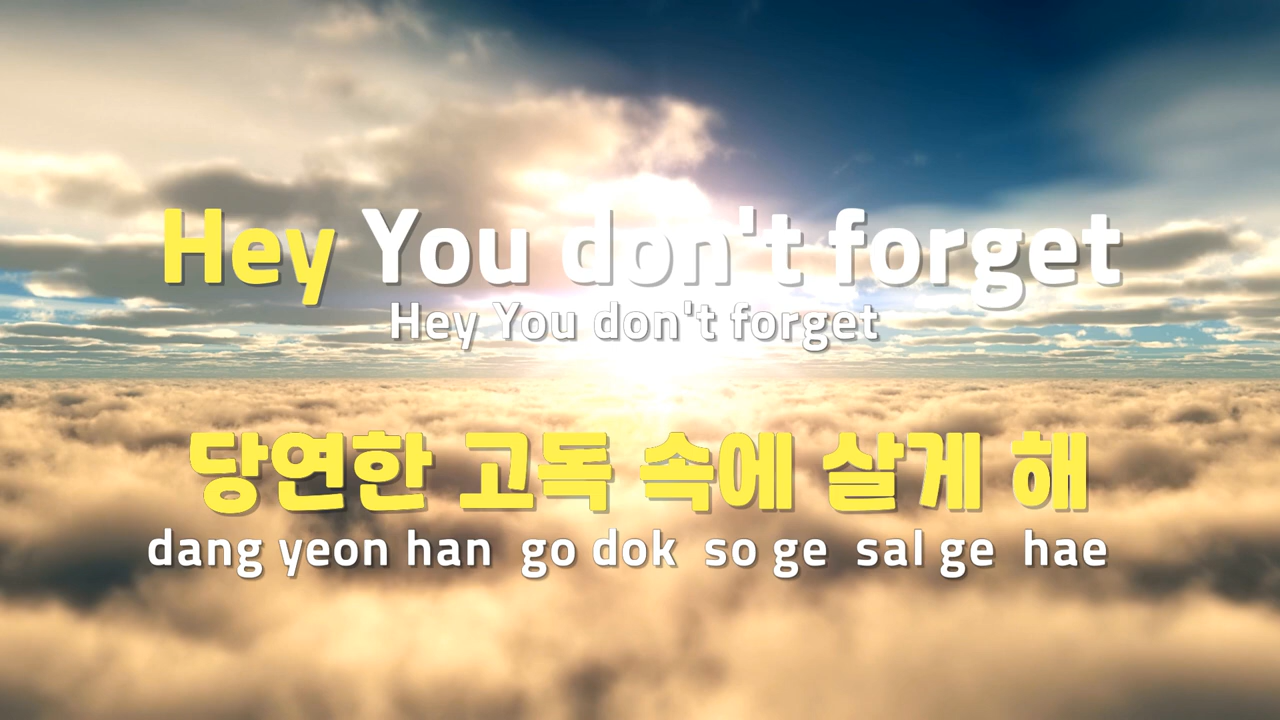 Hey You don't forget
Hey You don't forget
당연한 고독 속에 살게 해
dang yeon han go dok so ge sal ge hae